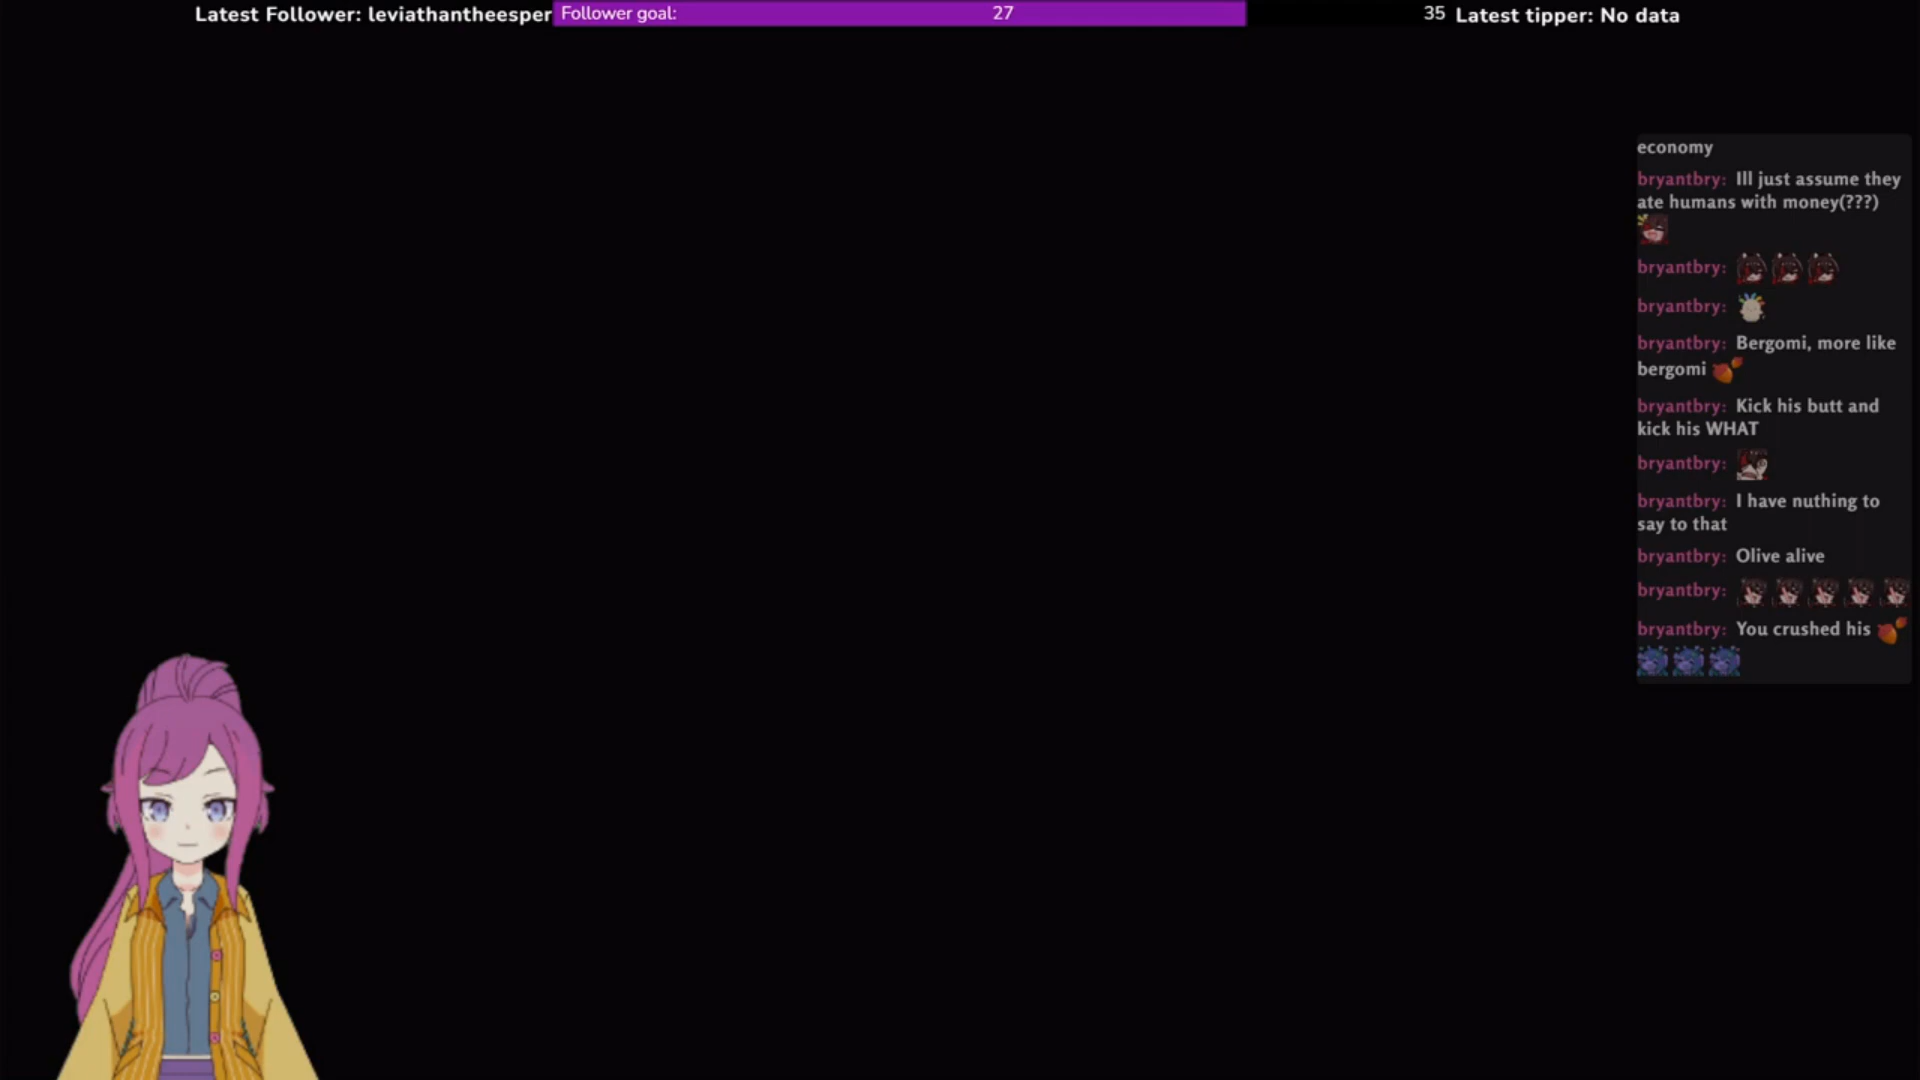 Latest Follower: leviathantheesper
Follower goal: 27 35
Latest tipper: No data
economy
bryantbry: Ill just assume they
ate humans with money(???)
bryantbry:
bryantbry:
bryantbry: Bergomi, more like
bergomi
bryantbry: Kick his butt and
kick his WHAT
bryantbry:
bryantbry: I have nuthing to
say to that
bryantbry: Olive alive
bryantbry:
bryantbry: You crushed his